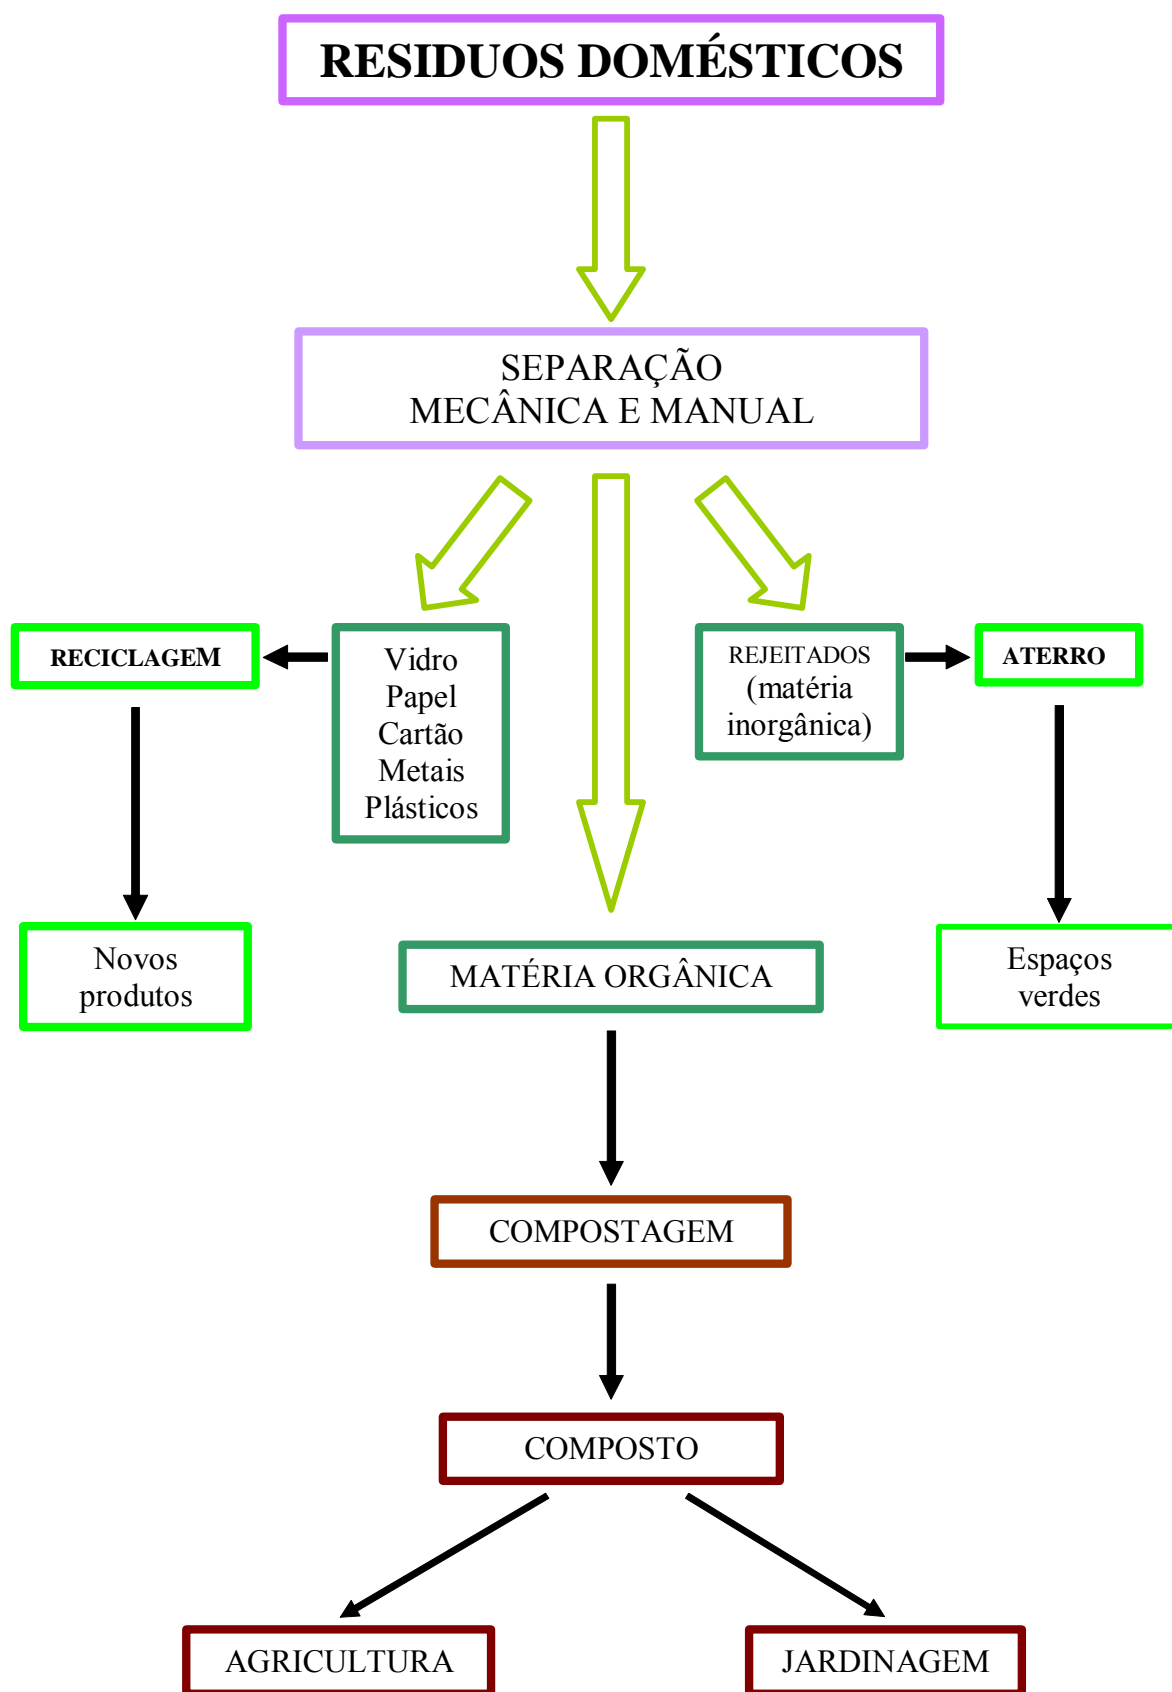 RESIDUOS DOMÉSTICOS
SEPARAÇÃO
MECÂNICA E MANUAL
RECICLAGEM
Vidro
Papel
Cartão
Metais
Plásticos
REJEITADOS
(matéria
inorgânica)
ATERRO
Novos
produtos
MATÉRIA ORGÂNICA
Espaços
verdes
COMPOSTAGEM
COMPOSTO
AGRICULTURA
JARDINAGEM